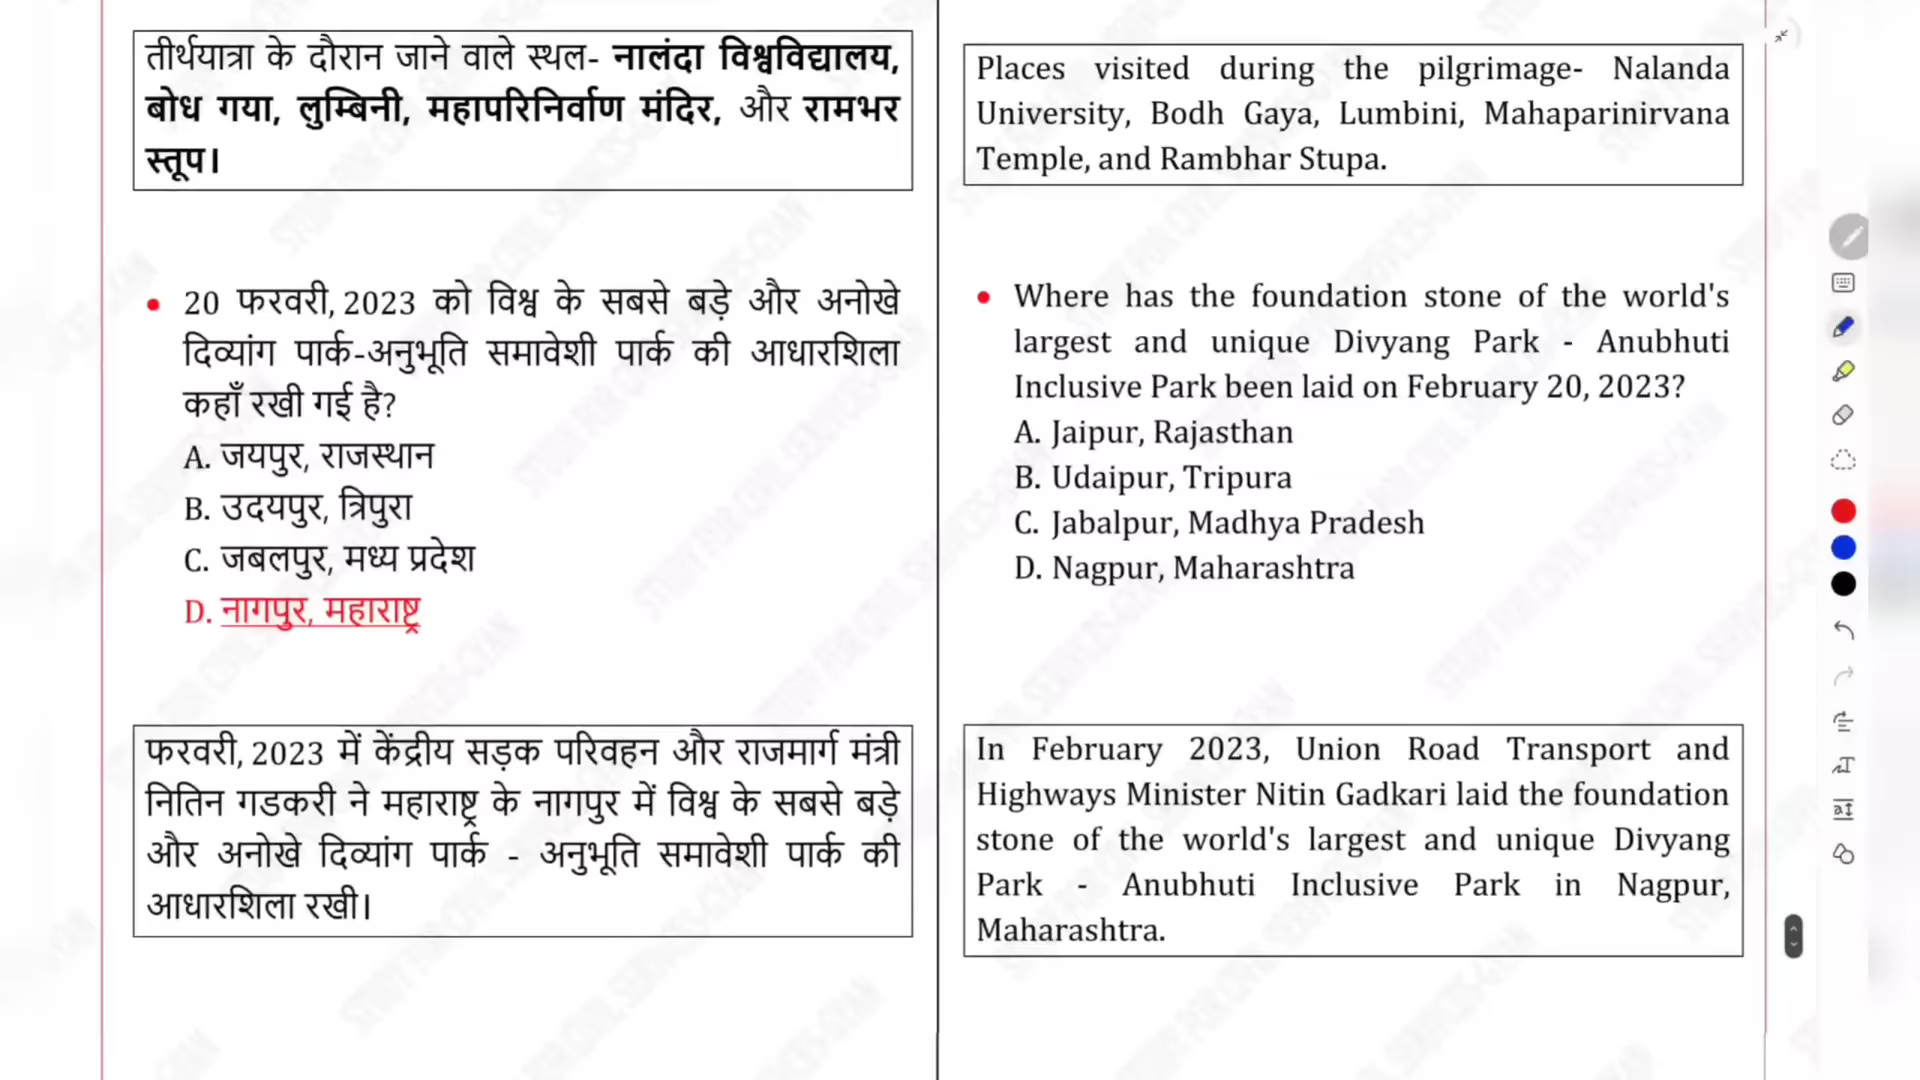 तीर्थयात्रा के दौरान जाने वाले स्थल- नालंदा विश्वविद्यालय,
बोध गया, लुम्बिनी, महापरिनिर्वाण मंदिर, और रामभर
स्तूप।
20 फरवरी, 2023 को विश्व के सबसे बड़े और अनोखे
दिव्यांग पार्क-अनुभूति समावेशी पार्क की आधारशिला
कहाँ रखी गई है?
A. जयपुर, राजस्थान
B. उदयपुर, त्रिपुरा
C. जबलपुर, मध्य प्रदेश
D. नागपुर, महाराष्ट्र
फरवरी, 2023 में केंद्रीय सड़क परिवहन और राजमार्ग मंत्री
नितिन गडकरी ने महाराष्ट्र के नागपुर में विश्व के सबसे बड़े
और अनोखे दिव्यांग पार्क - अनुभूति समावेशी पार्क की
आधारशिला रखी।
Places visited during the pilgrimage- Nalanda
University, Bodh Gaya, Lumbini, Mahaparinirvana
Temple, and Rambhar Stupa.
Where has the foundation stone of the world's
largest and unique Divyang Park - Anubhuti
Inclusive Park been laid on February 20, 2023?
A. Jaipur, Rajasthan
B. Udaipur, Tripura
C. Jabalpur, Madhya Pradesh
D. Nagpur, Maharashtra
In February 2023, Union Road Transport and
Highways Minister Nitin Gadkari laid the foundation
stone of the world's largest and unique Divyang
Park - Anubhuti Inclusive Park in Nagpur,
Maharashtra.